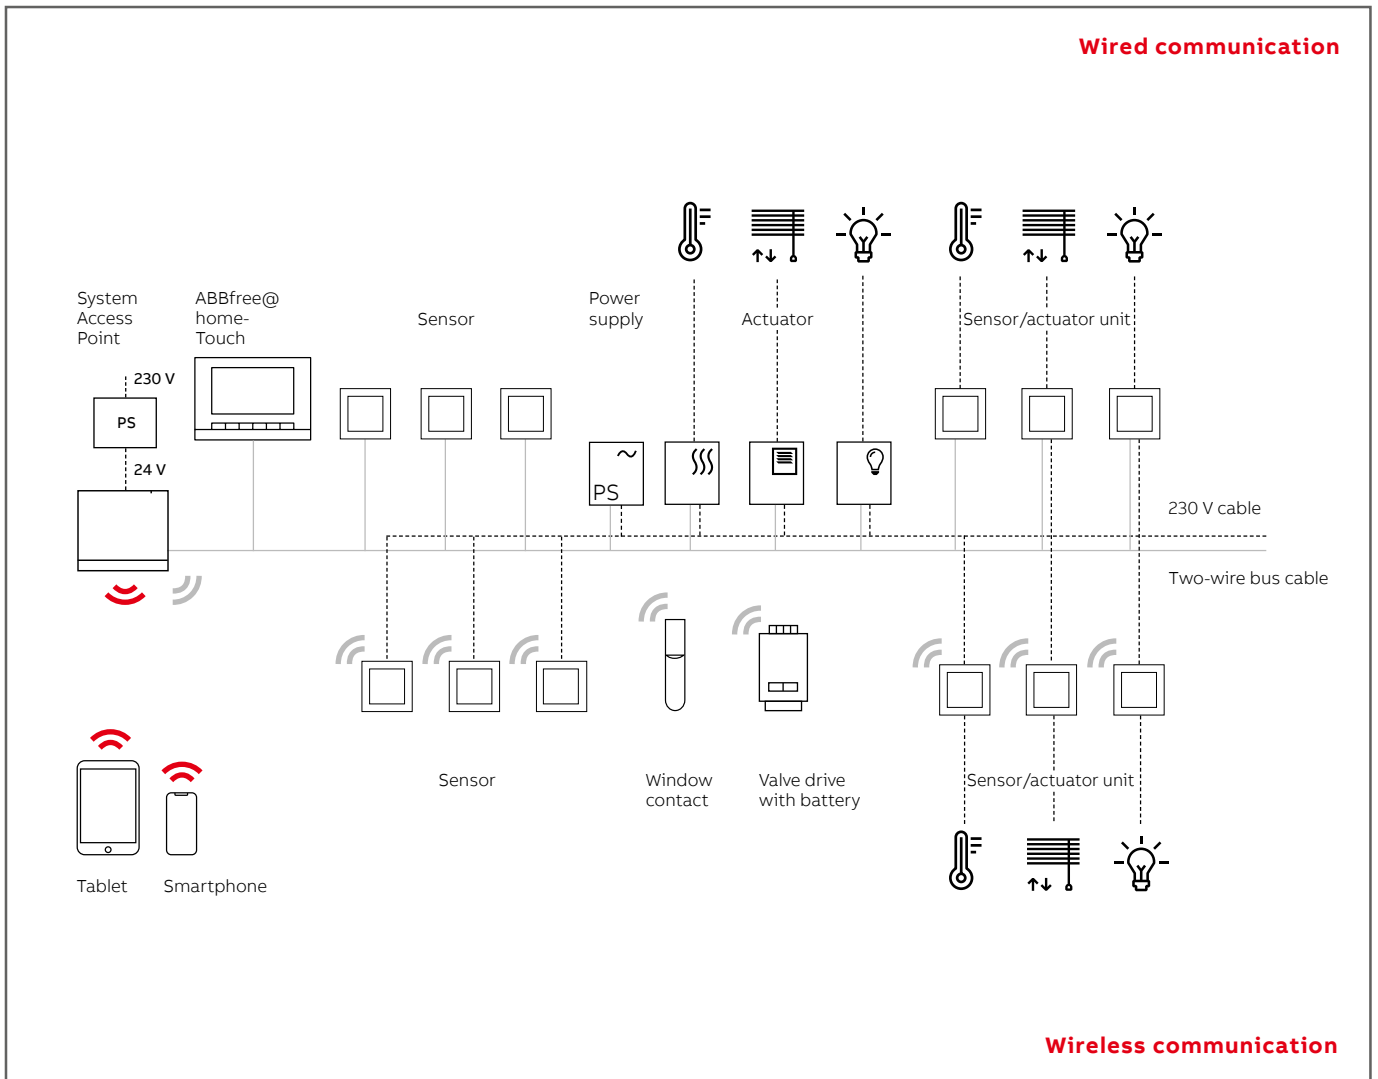 Wired communication
System
Access
Point
ABBfree@
home-
Touch
Sensor
Power
supply
Actuator
Sensor/actuator unit
230 V
PS
24 V
PS
230 V cable
Two-wire bus cable
Sensor
Window
contact
Valve drive
with battery
Sensor/actuator unit
Tablet
Smartphone
Wireless communication